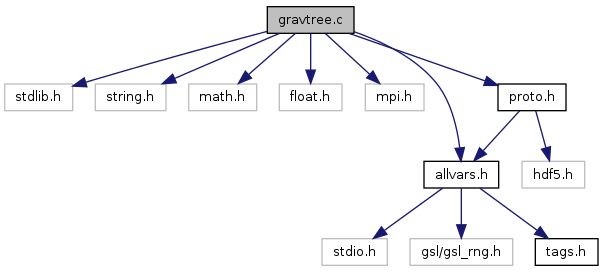 gravtree.c
stdlib.h
string.h
math.h
float.h
mpi.h
proto.h
allvars.h
hdf5.h
stdio.h
gsl/gsl_rng.h
tags.h